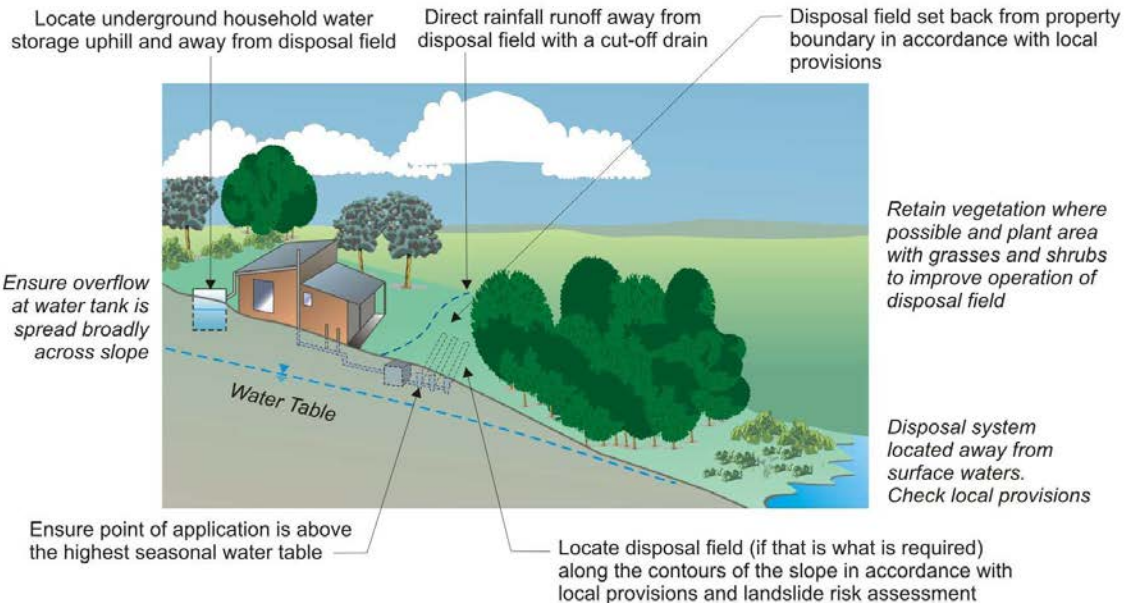 Locate underground household water
storage uphill and away from disposal field
Direct rainfall runoff away from
disposal field with a cut-off drain
Disposal field set back from property
boundary in accordance with local
provisions
Retain vegetation where
possible and plant area
with grasses and shrubs
to improve operation of
disposal field
Ensure overflow
at water tank is
spread broadly
across slope
Water Table
Disposal system
located away from
surface waters.
Check local provisions
Ensure point of application is above
the highest seasonal water table
Locate disposal field (if that is what is required)
along the contours of the slope in accordance with
local provisions and landslide risk assessment